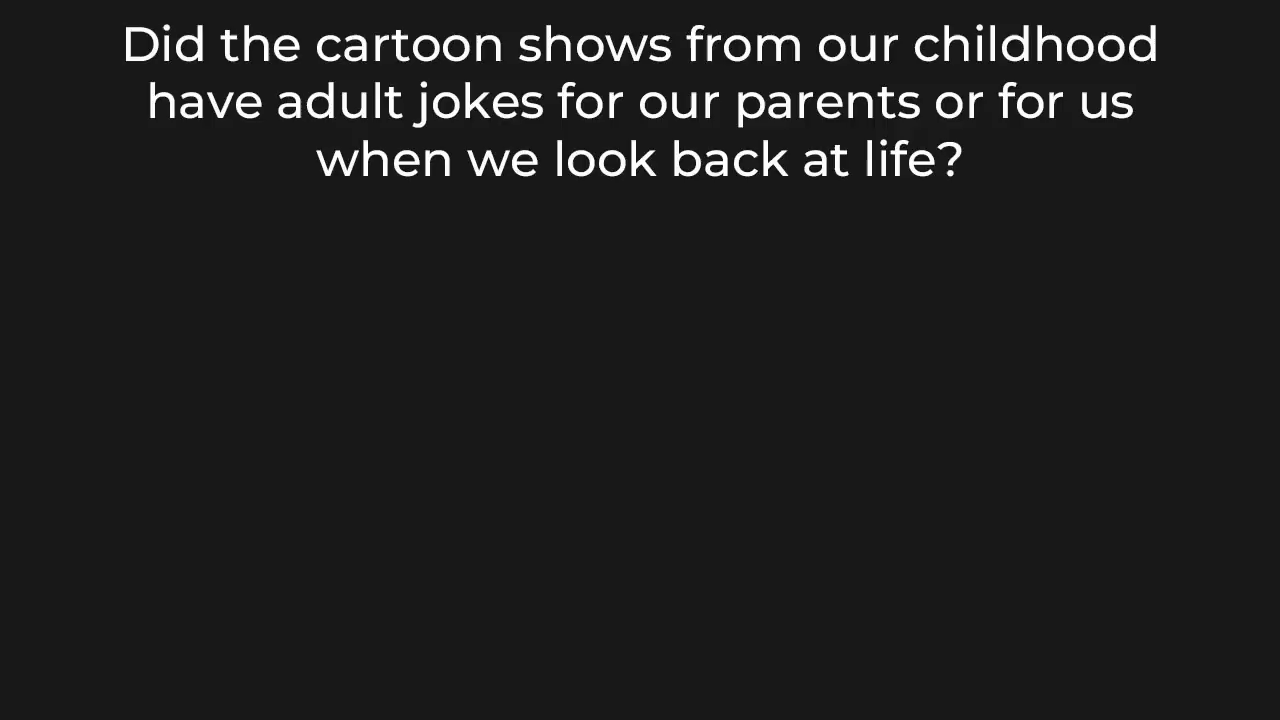 Did the cartoon shows from our childhood
have adult jokes for our parents or for us
when we look back at life?